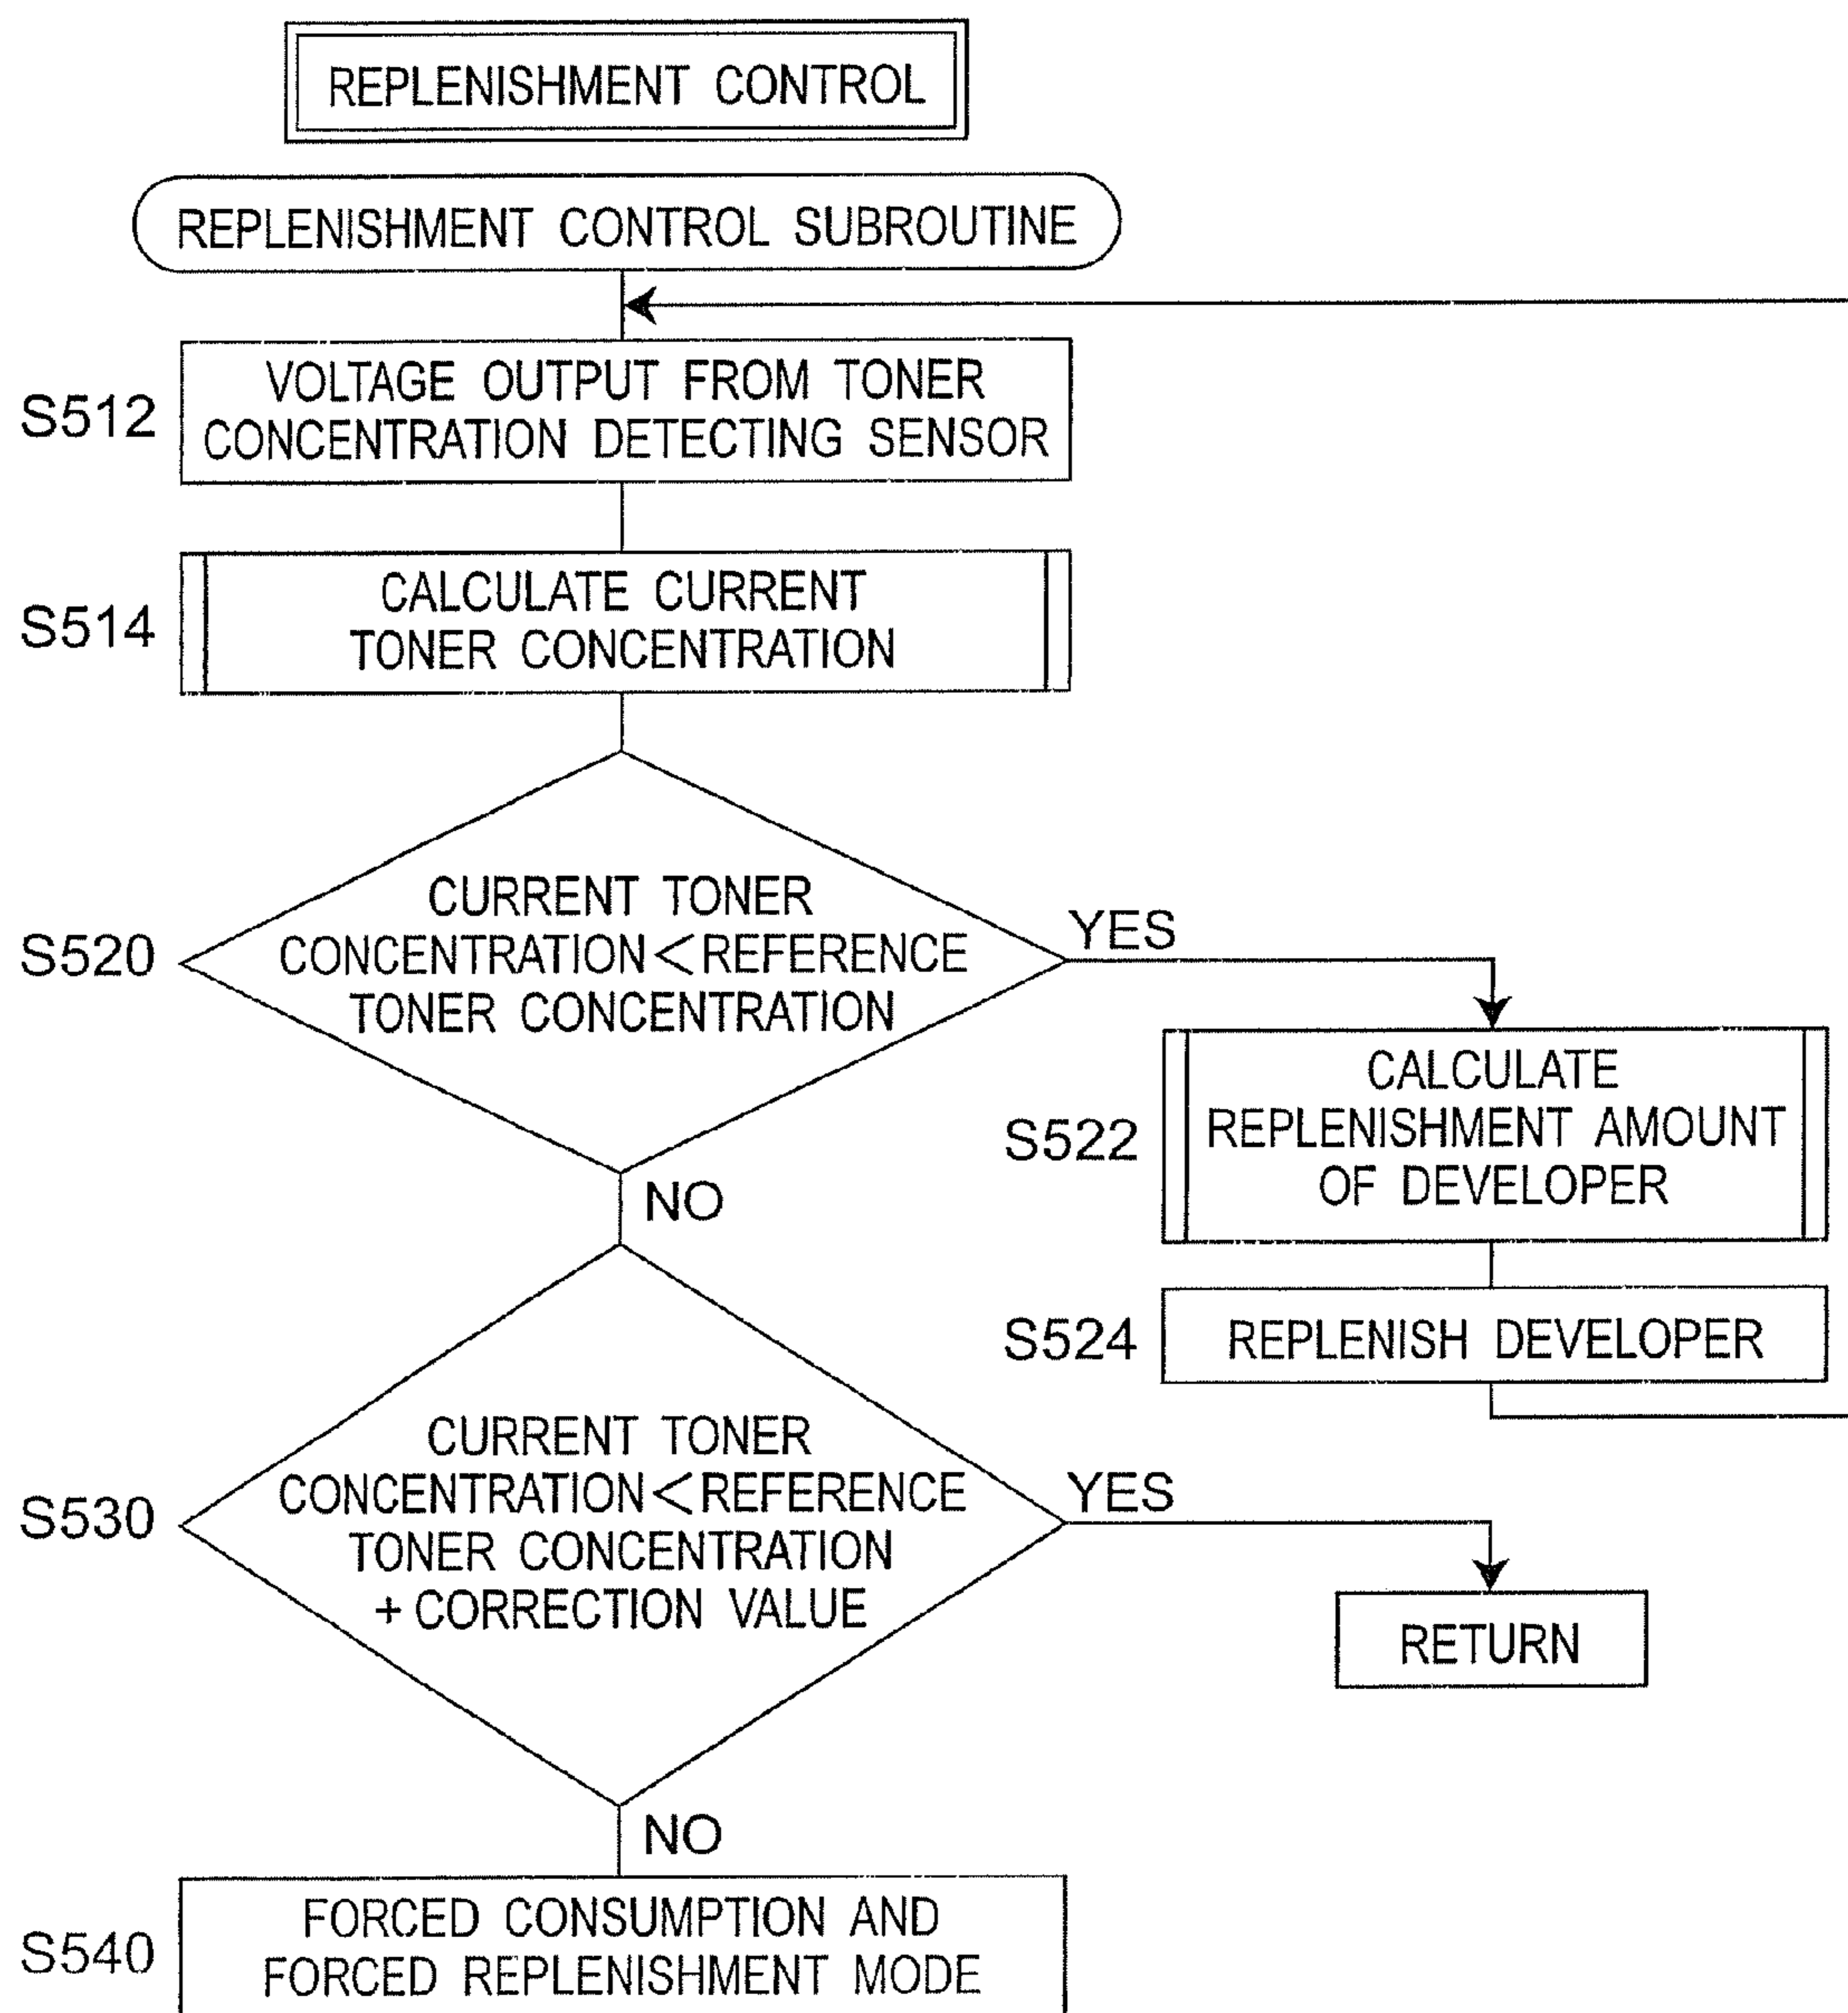 REPLENISHMENT CONTROL
REPLENISHMENT CONTROL SUBROUTINE
S512
VOLTAGE OUTPUT FROM TONER
CONCENTRATION DETECTING SENSOR
S514
CALCULATE CURRENT
TONER CONCENTRATION
S520
CURRENT TONER
CONCENTRATION<REFERENCE
TONER CONCENTRATION
YES
NO
S522
CALCULATE
REPLENISHMENT AMOUNT
OF DEVELOPER
S524
REPLENISH DEVELOPER
S530
CURRENT TONER
CONCENTRATION<REFERENCE
TONER CONCENTRATION
+ CORRECTION VALUE
YES
RETURN
NO
S540
FORCED CONSUMPTION AND
FORCED REPLENISHMENT MODE